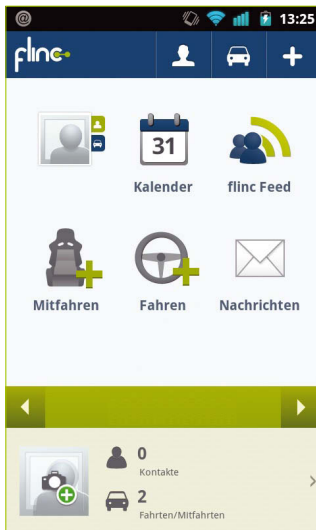 @ 13:25
flinc
31
Kalender flinc Feed
Mitfahren Fahren Nachrichten
0
Kontakte
2
Fahrten/Mitfahrten